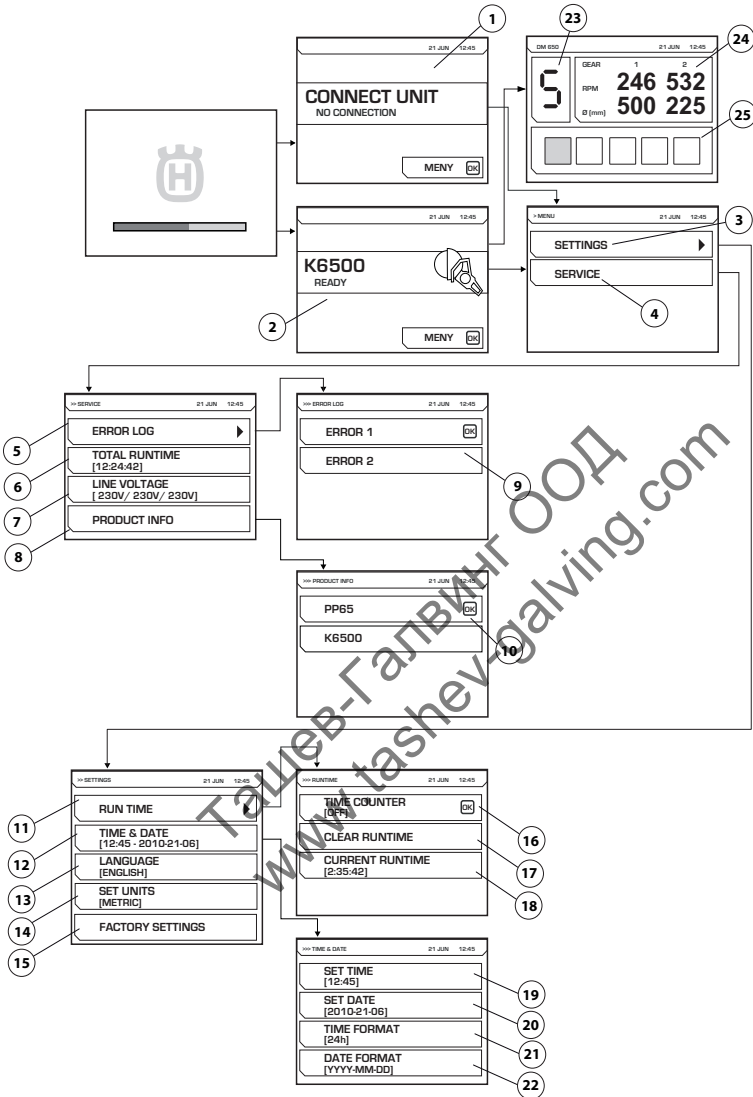 1
21 JUN 12:45
CONNECT UNIT
NO CONNECTION
MENY OK
H
2
21 JUN 12:45
K6500
READY
MENY OK
23
24
25
DM 650 21 JUN 12:45
GEAR 1 2
5
RPM 246 532
Ø (mm) 500 225
> MENU 21 JUN 12:45
SETTINGS
SERVICE
3
4
>> SERVICE 21 JUN 12:45
ERROR LOG
TOTAL RUNTIME
[12:24:42]
LINE VOLTAGE
[ 230V/ 230V/ 230V]
PRODUCT INFO
5
6
7
8
>>> ERROR LOG 21 JUN 12:45
ERROR 1 OK
ERROR 2
9
>>> PRODUCT INFO 21 JUN 12:45
PP65 OK
K6500
10
>> SETTINGS 21 JUN 12:45
RUN TIME
TIME & DATE
[12:45 - 2010-21-06]
LANGUAGE
[ENGLISH]
SET UNITS
[METRIC]
FACTORY SETTINGS
11
12
13
14
15
>>> RUNTIME 21 JUN 12:45
TIME COUNTER
[OFF] OK
CLEAR RUNTIME
CURRENT RUNTIME
[2:35:42]
16
17
18
>>> TIME & DATE 21 JUN 12:45
SET TIME
[12:45]
SET DATE
[2010-21-06]
TIME FORMAT
[24h]
DATE FORMAT
[YYYY-MM-DD]
19
20
21
22
Ташев-Галвинг ООД
www.tashev-galving.com